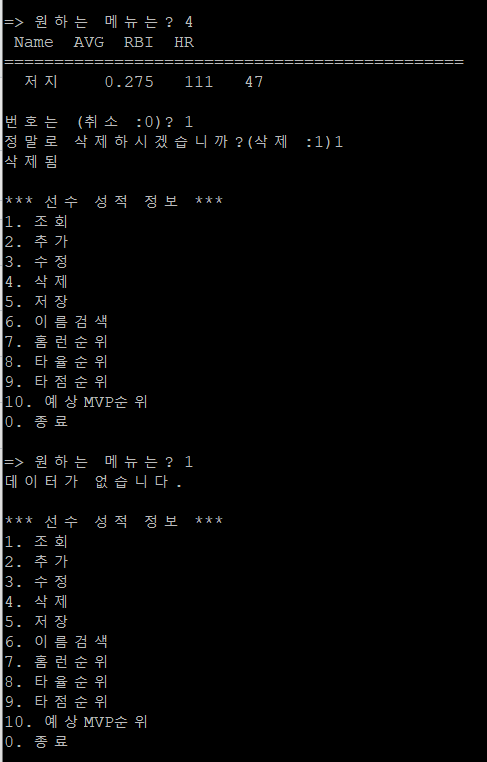 => 원하는 메뉴는? 4
Name AVG RBI HR
==============================================
저지 0.275 111 47
번호는 (취소 :0)? 1
정말로 삭제하시겠습니까?(삭제 :1)1
삭제됨
*** 선수 성적 정보 ***
1. 조회
2. 추가
3. 수정
4. 삭제
5. 저장
6. 이름검색
7. 홈런순위
8. 타율순위
9. 타점순위
10. 예상MVP순위
0. 종료
=> 원하는 메뉴는? 1
데이터가 없습니다.
*** 선수 성적 정보 ***
1. 조회
2. 추가
3. 수정
4. 삭제
5. 저장
6. 이름검색
7. 홈런순위
8. 타율순위
9. 타점순위
10. 예상MVP순위
0. 종료